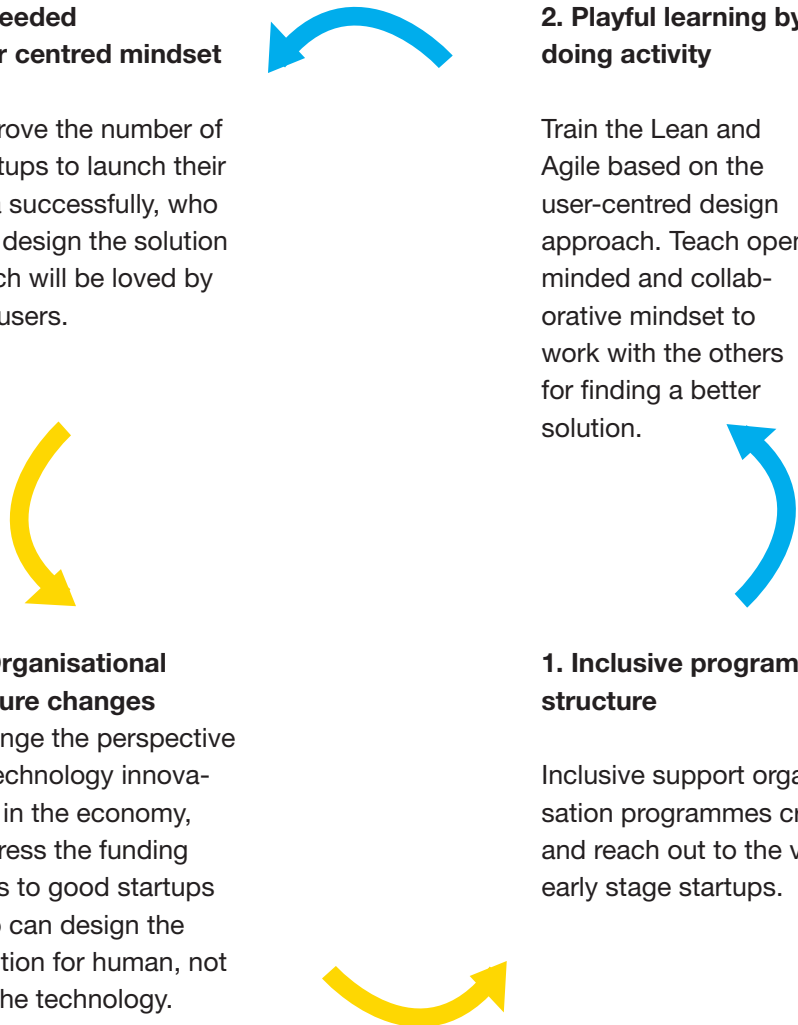 eeded
r centred mindset
rove the number of
tups to launch their
successfully, who
design the solution
ch will be loved by
users.
2. Playful learning by
doing activity
Train the Lean and
Agile based on the
user-centred design
approach. Teach open
minded and collab-
orative mindset to
work with the others
for finding a better
solution.
rganisational
ure changes
nge the perspective
echnology innova-
in the economy,
ress the funding
s to good startups
o can design the
tion for human, not
he technology.
1. Inclusive program
structure
Inclusive support orga
sation programmes cr
and reach out to the v
early stage startups.